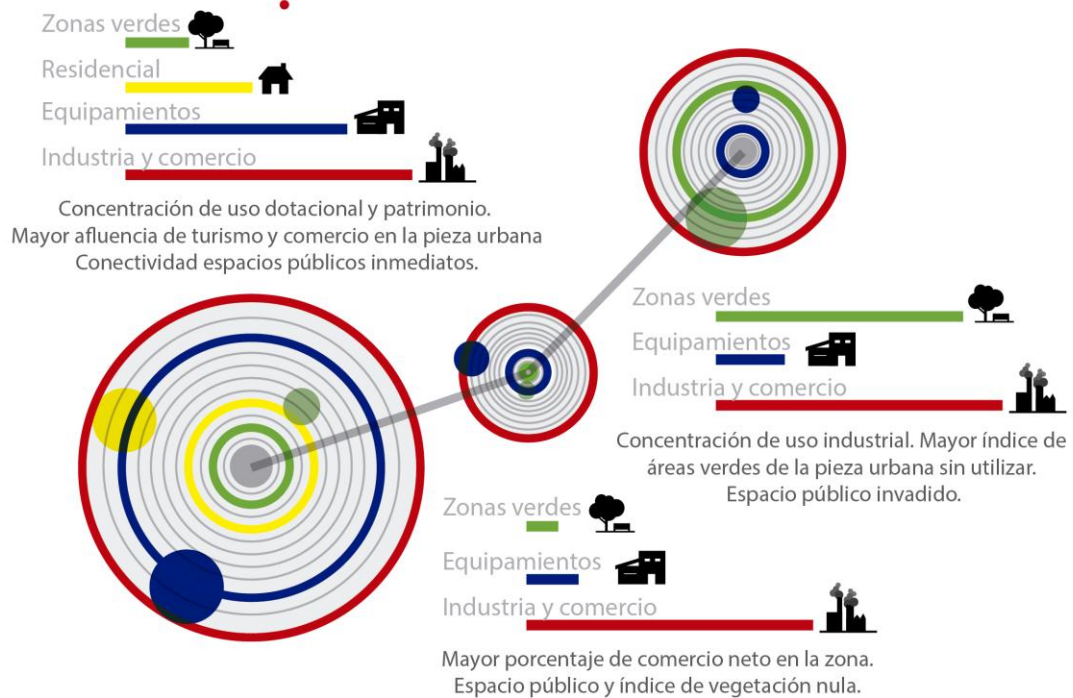 Zonas verdes
Residencial
Equipamientos
Industria y comercio
Concentración de uso dotacional y patrimonio.
Mayor afluencia de turismo y comercio en la pieza urbana
Conectividad espacios públicos inmediatos.
Zonas verdes
Equipamientos
Industria y comercio
Concentración de uso industrial. Mayor índice de
áreas verdes de la pieza urbana sin utilizar.
Espacio público invadido.
Zonas verdes
Equipamientos
Industria y comercio
Mayor porcentaje de comercio neto en la zona.
Espacio público y índice de vegetación nula.